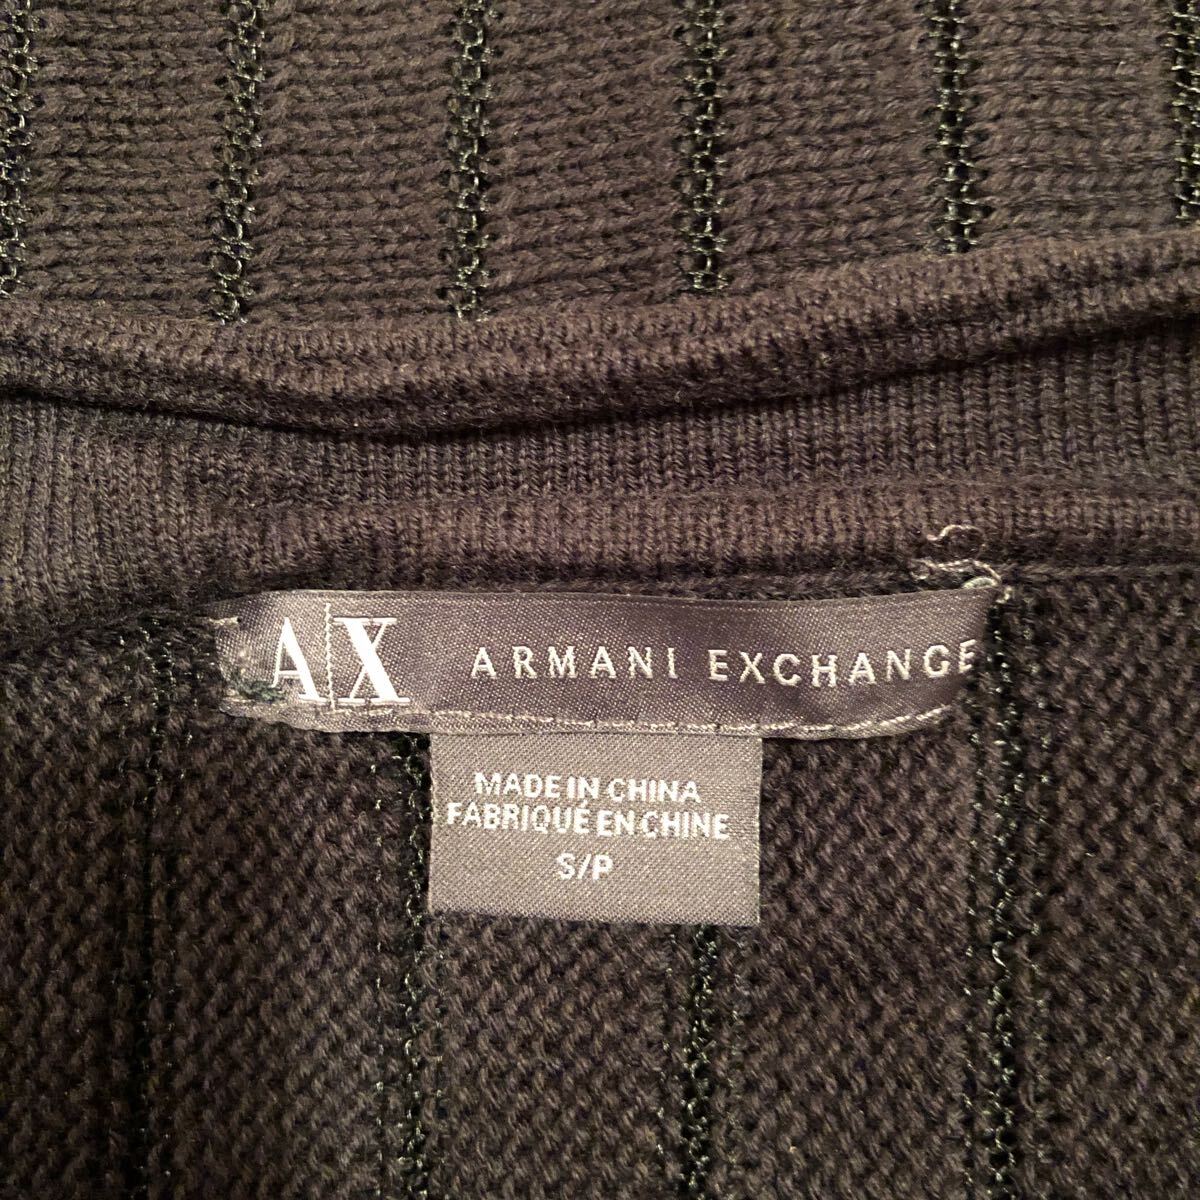 A|X ARMANI EXCHANGE
MADE IN CHINA
FABRIQUÉ EN CHINE
S/P